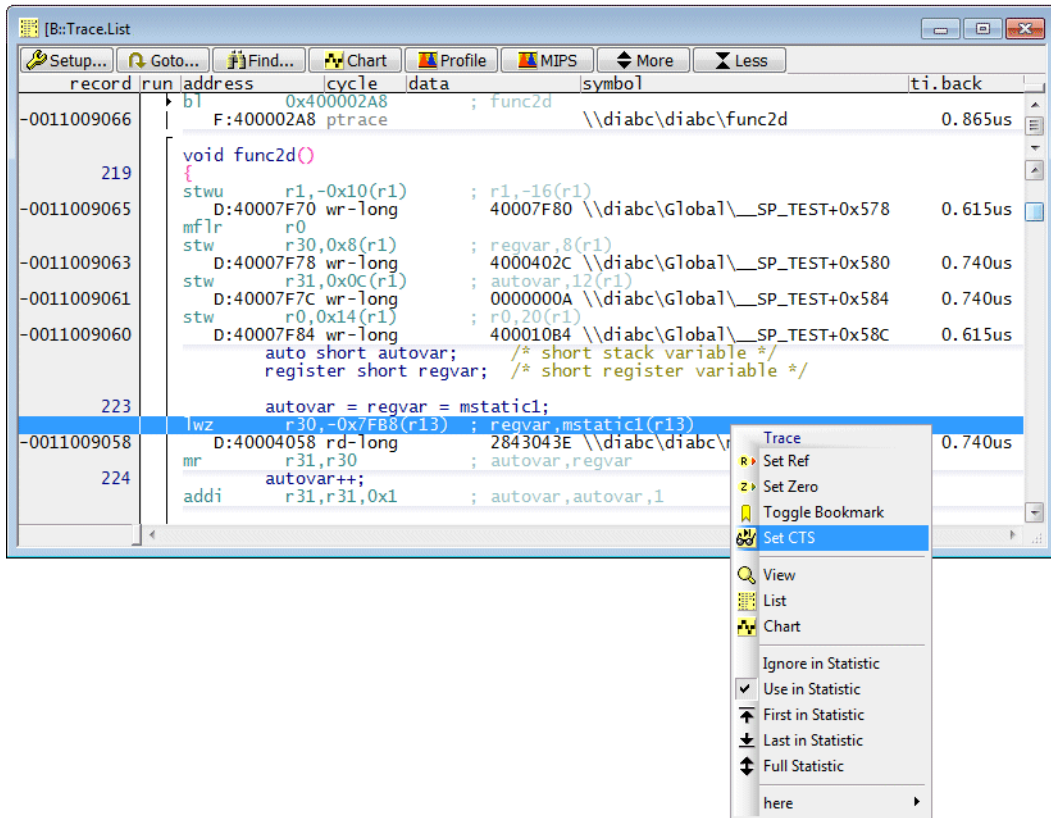 [B::Trace.List
Setup... Goto... Find... Chart Profile MIPS More Less
record run address cycle data symbol ti.back
bl 0x400002A8 ; func2d
-0011009066 F:400002A8 ptrace \\diabc\diabc\func2d 0.865us
void func2d()
219 {
stwu r1,-0x10(r1) ; r1,-16(r1)
-0011009065 D:40007F70 wr-long 40007F80 \\diabc\Global\__SP_TEST+0x578 0.615us
mflr r0
stw r30,0x8(r1) ; regvar,8(r1)
-0011009063 D:40007F78 wr-long 4000402C \\diabc\Global\__SP_TEST+0x580 0.740us
stw r31,0x0C(r1) ; autovar,12(r1)
-0011009061 D:40007F7C wr-long 0000000A \\diabc\Global\__SP_TEST+0x584 0.740us
stw r0,0x14(r1) ; r0,20(r1)
-0011009060 D:40007F84 wr-long 400010B4 \\diabc\Global\__SP_TEST+0x58C 0.615us
auto short autovar; /* short stack variable */
register short regvar; /* short register variable */
223 autovar = regvar = mstatic1;
lwz r30,-0x7FB8(r13) ; regvar,mstatic1(r13)
-0011009058 D:40004058 rd-long 2843043E \\diabc\diabc\ 0.740us
mr r31,r30 ; autovar,regvar
224 autovar++;
addi r31,r31,0x1 ; autovar,autovar,1
Trace
Set Ref
Set Zero
Toggle Bookmark
Set CTS
View
List
Chart
Ignore in Statistic
Use in Statistic
First in Statistic
Last in Statistic
Full Statistic
here